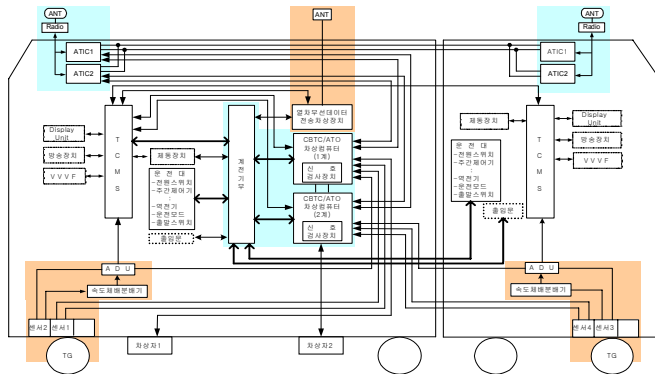 ANT
Radio
ATIC1
ATIC2
ANT
ANT
Radio
ATIC1
ATIC2
열차무선데이터
전송차상장치
Display
Unit
방송장치
V V V F
T
C
M
S
제동장치
운 전 대
-전원스위치
-주간제어기
:
-역전기
-운전모드
-출발스위치
출입문
계
전
기
부
CBTC/ATO
차상컴퓨터
(1계)
신 호
검사장치
CBTC/ATO
차상컴퓨터
(2계)
신 호
검사장치
제동장치
운 전 대
-전원스위치
-주간제어기
:
-역전기
-운전모드
-출발스위치
출입문
T
C
M
S
Display
Unit
방송장치
V V V F
A D U
속도체배분배기
센서2
센서1
TG
차상자1
차상자2
A D U
속도체배분배기
센서4
센서3
TG